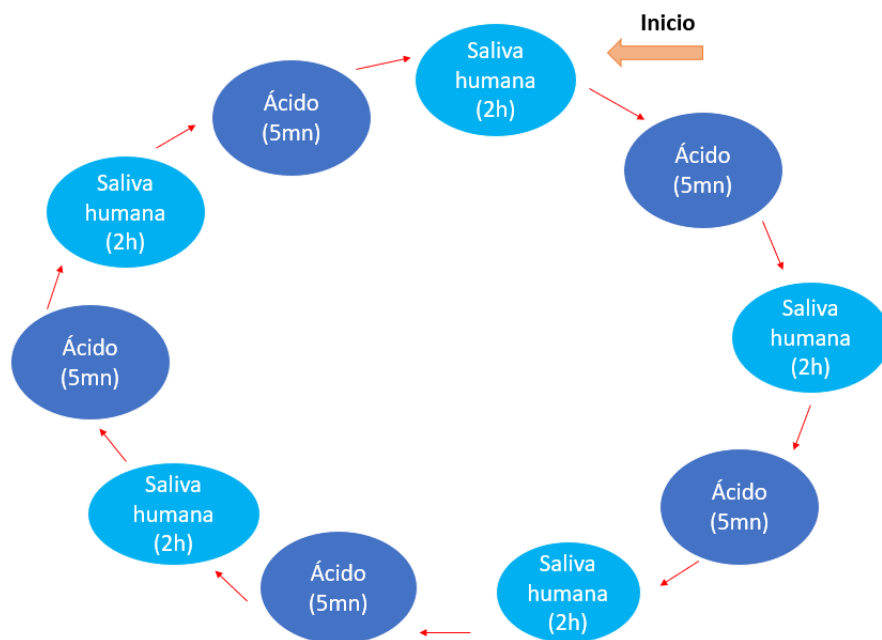 Inicio
Saliva
humana
(2h)
Ácido
(5mn)
Saliva
humana
(2h)
Ácido
(5mn)
Saliva
humana
(2h)
Ácido
(5mn)
Saliva
humana
(2h)
Ácido
(5mn)
Saliva
humana
(2h)
Ácido
(5mn)